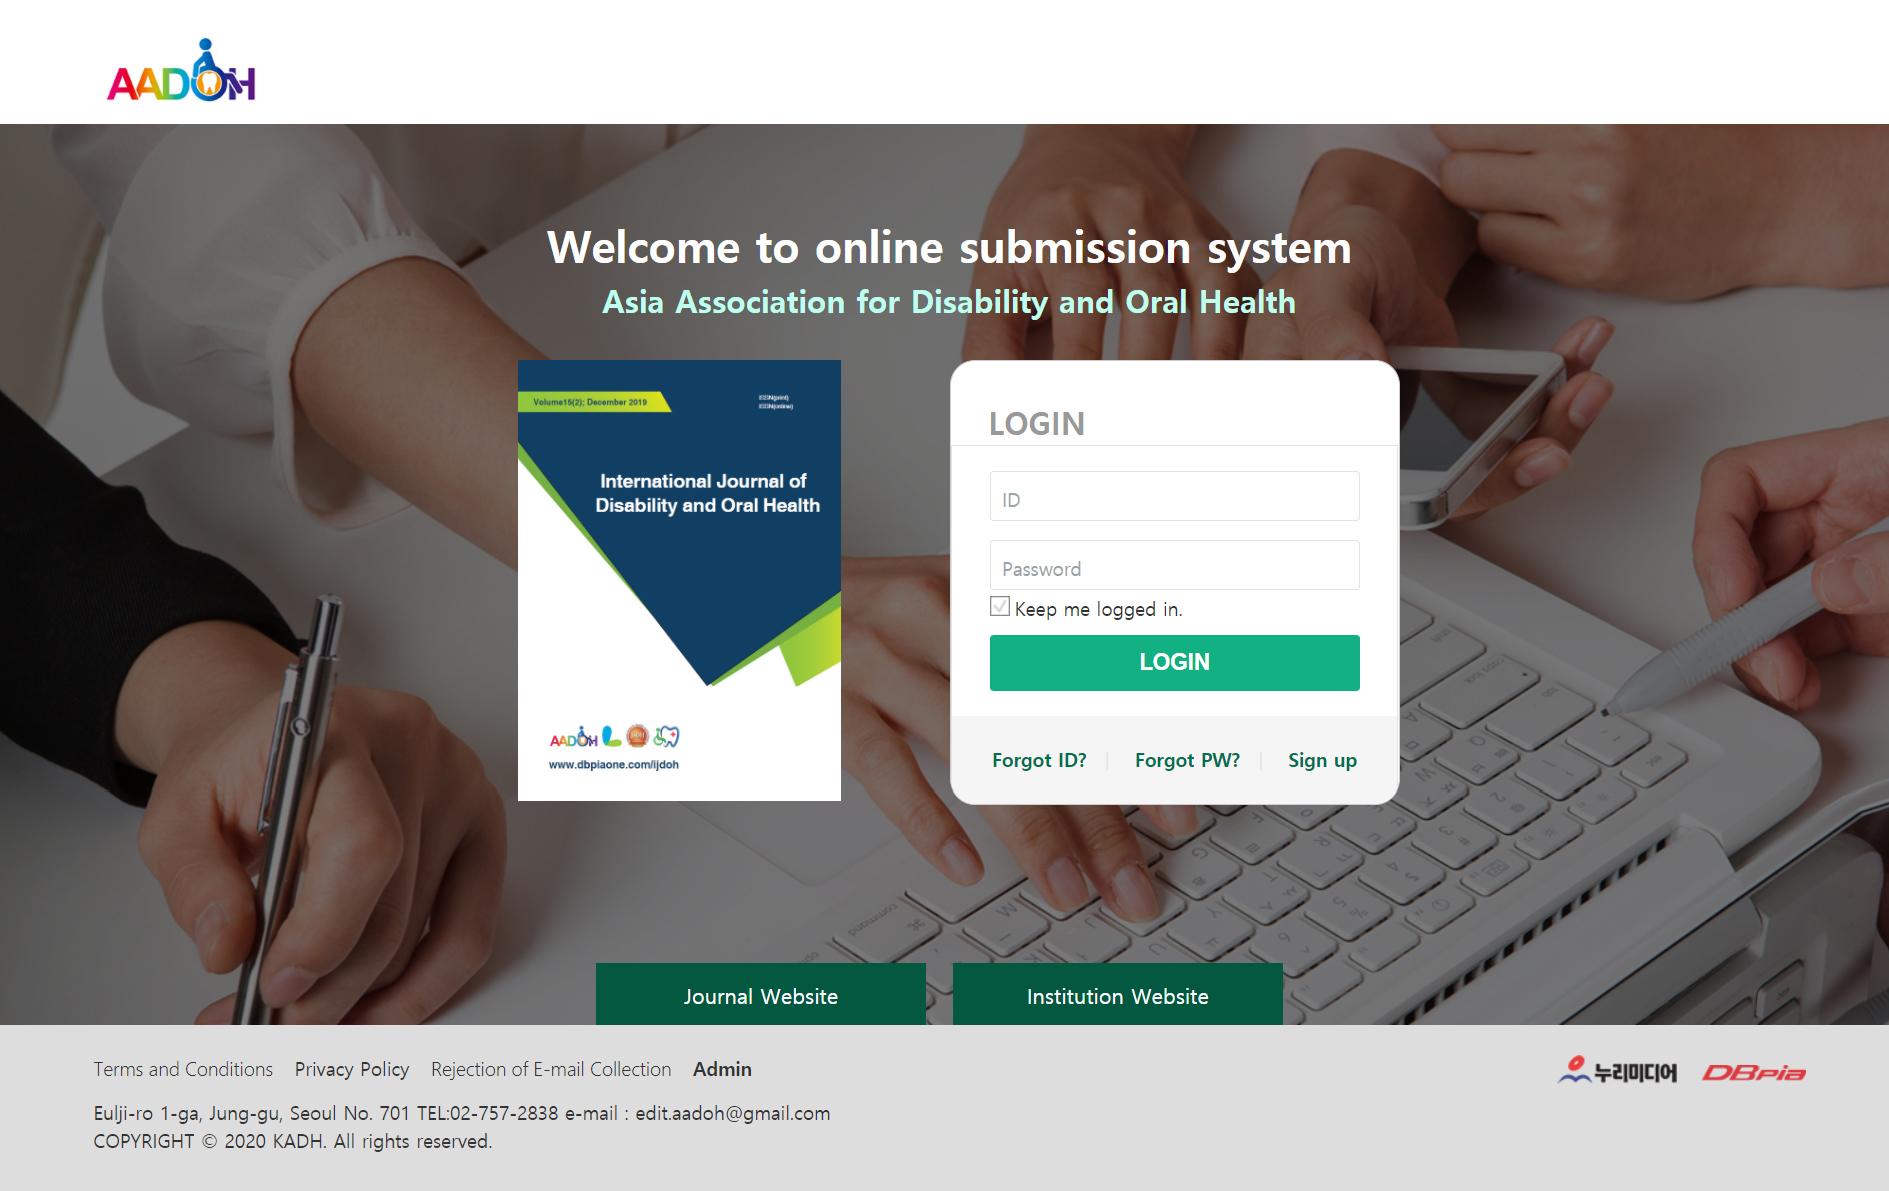 AADOH
Welcome to online submission system
Asia Association for Disability and Oral Health
Volume15(2); December 2019
ISSN(print)
ISSN(online)
International Journal of
Disability and Oral Health
AADOH
www.dbpiaone.com/ijdoh
LOGIN
ID
Password
Keep me logged in.
LOGIN
Forgot ID?
Forgot PW?
Sign up
Journal Website
Institution Website
Terms and Conditions Privacy Policy Rejection of E-mail Collection Admin
누리미디어 DBpia
Eulji-ro 1-ga, Jung-gu, Seoul No. 701 TEL:02-757-2838 e-mail : edit.aadoh@gmail.com
COPYRIGHT © 2020 KADH. All rights reserved.